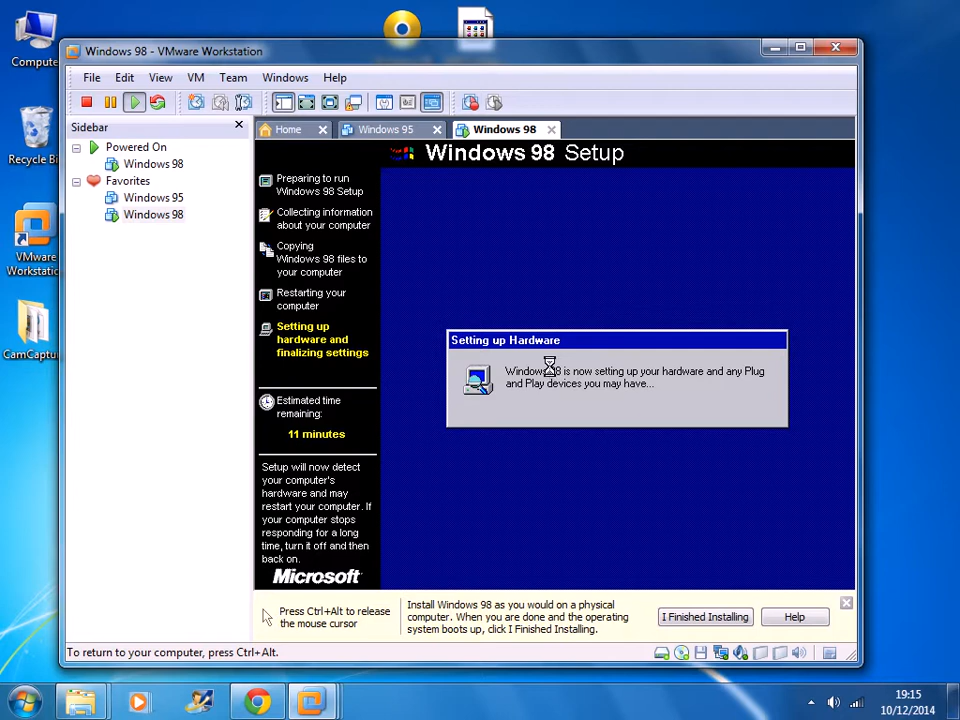 Compute
Recycle Bi
VMware
Workstation
CamCaptur
Windows 98 - VMware Workstation
File Edit View VM Team Windows Help
Sidebar
Powered On
Windows 98
Favorites
Windows 95
Windows 98
Home Windows 95 Windows 98
Windows 98 Setup
Preparing to run
Windows 98 Setup
Collecting information
about your computer
Copying
Windows 98 files to
your computer
Restarting your
computer
Setting up
hardware and
finalizing settings
Estimated time
remaining:
11 minutes
Setup will now detect
your computer's
hardware and may
restart your computer. If
your computer stops
responding for a long
time, turn it off and then
back on.
Microsoft
Setting up Hardware
Windows 98 is now setting up your hardware and any Plug
and Play devices you may have...
Press Ctrl+Alt to release
the mouse cursor
Install Windows 98 as you would on a physical
computer. When you are done and the operating
system boots up, click I Finished Installing.
I Finished Installing Help
To return to your computer, press Ctrl+Alt.
19:15
10/12/2014